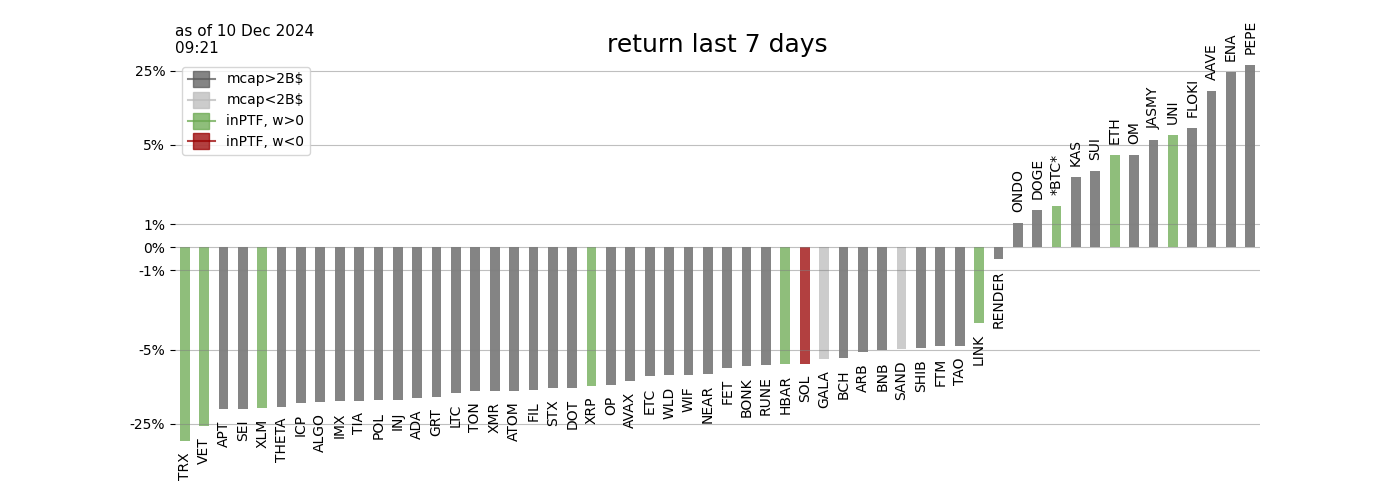 as of 10 Dec 2024
09:21
return last 7 days
mcap>2B$
mcap<2B$
inPTF, w>0
inPTF, w<0
25%
5%
1%
0%
-1%
-5%
-25%
TRX
VET
APT
SEI
XLM
THETA
ICP
ALGO
IMX
TIA
POL
INJ
ADA
GRT
LTC
TON
XMR
ATOM
FIL
STX
DOT
XRP
OP
AVAX
ETC
WLD
WIF
NEAR
FET
BONK
RUNE
HBAR
SOL
GALA
BCH
ARB
BNB
SAND
SHIB
FTM
TAO
LINK
RENDER
ONDO
DOGE
*BTC*
KAS
SUI
ETH
OM
JASMY
UNI
FLOKI
AAVE
ENA
PEPE